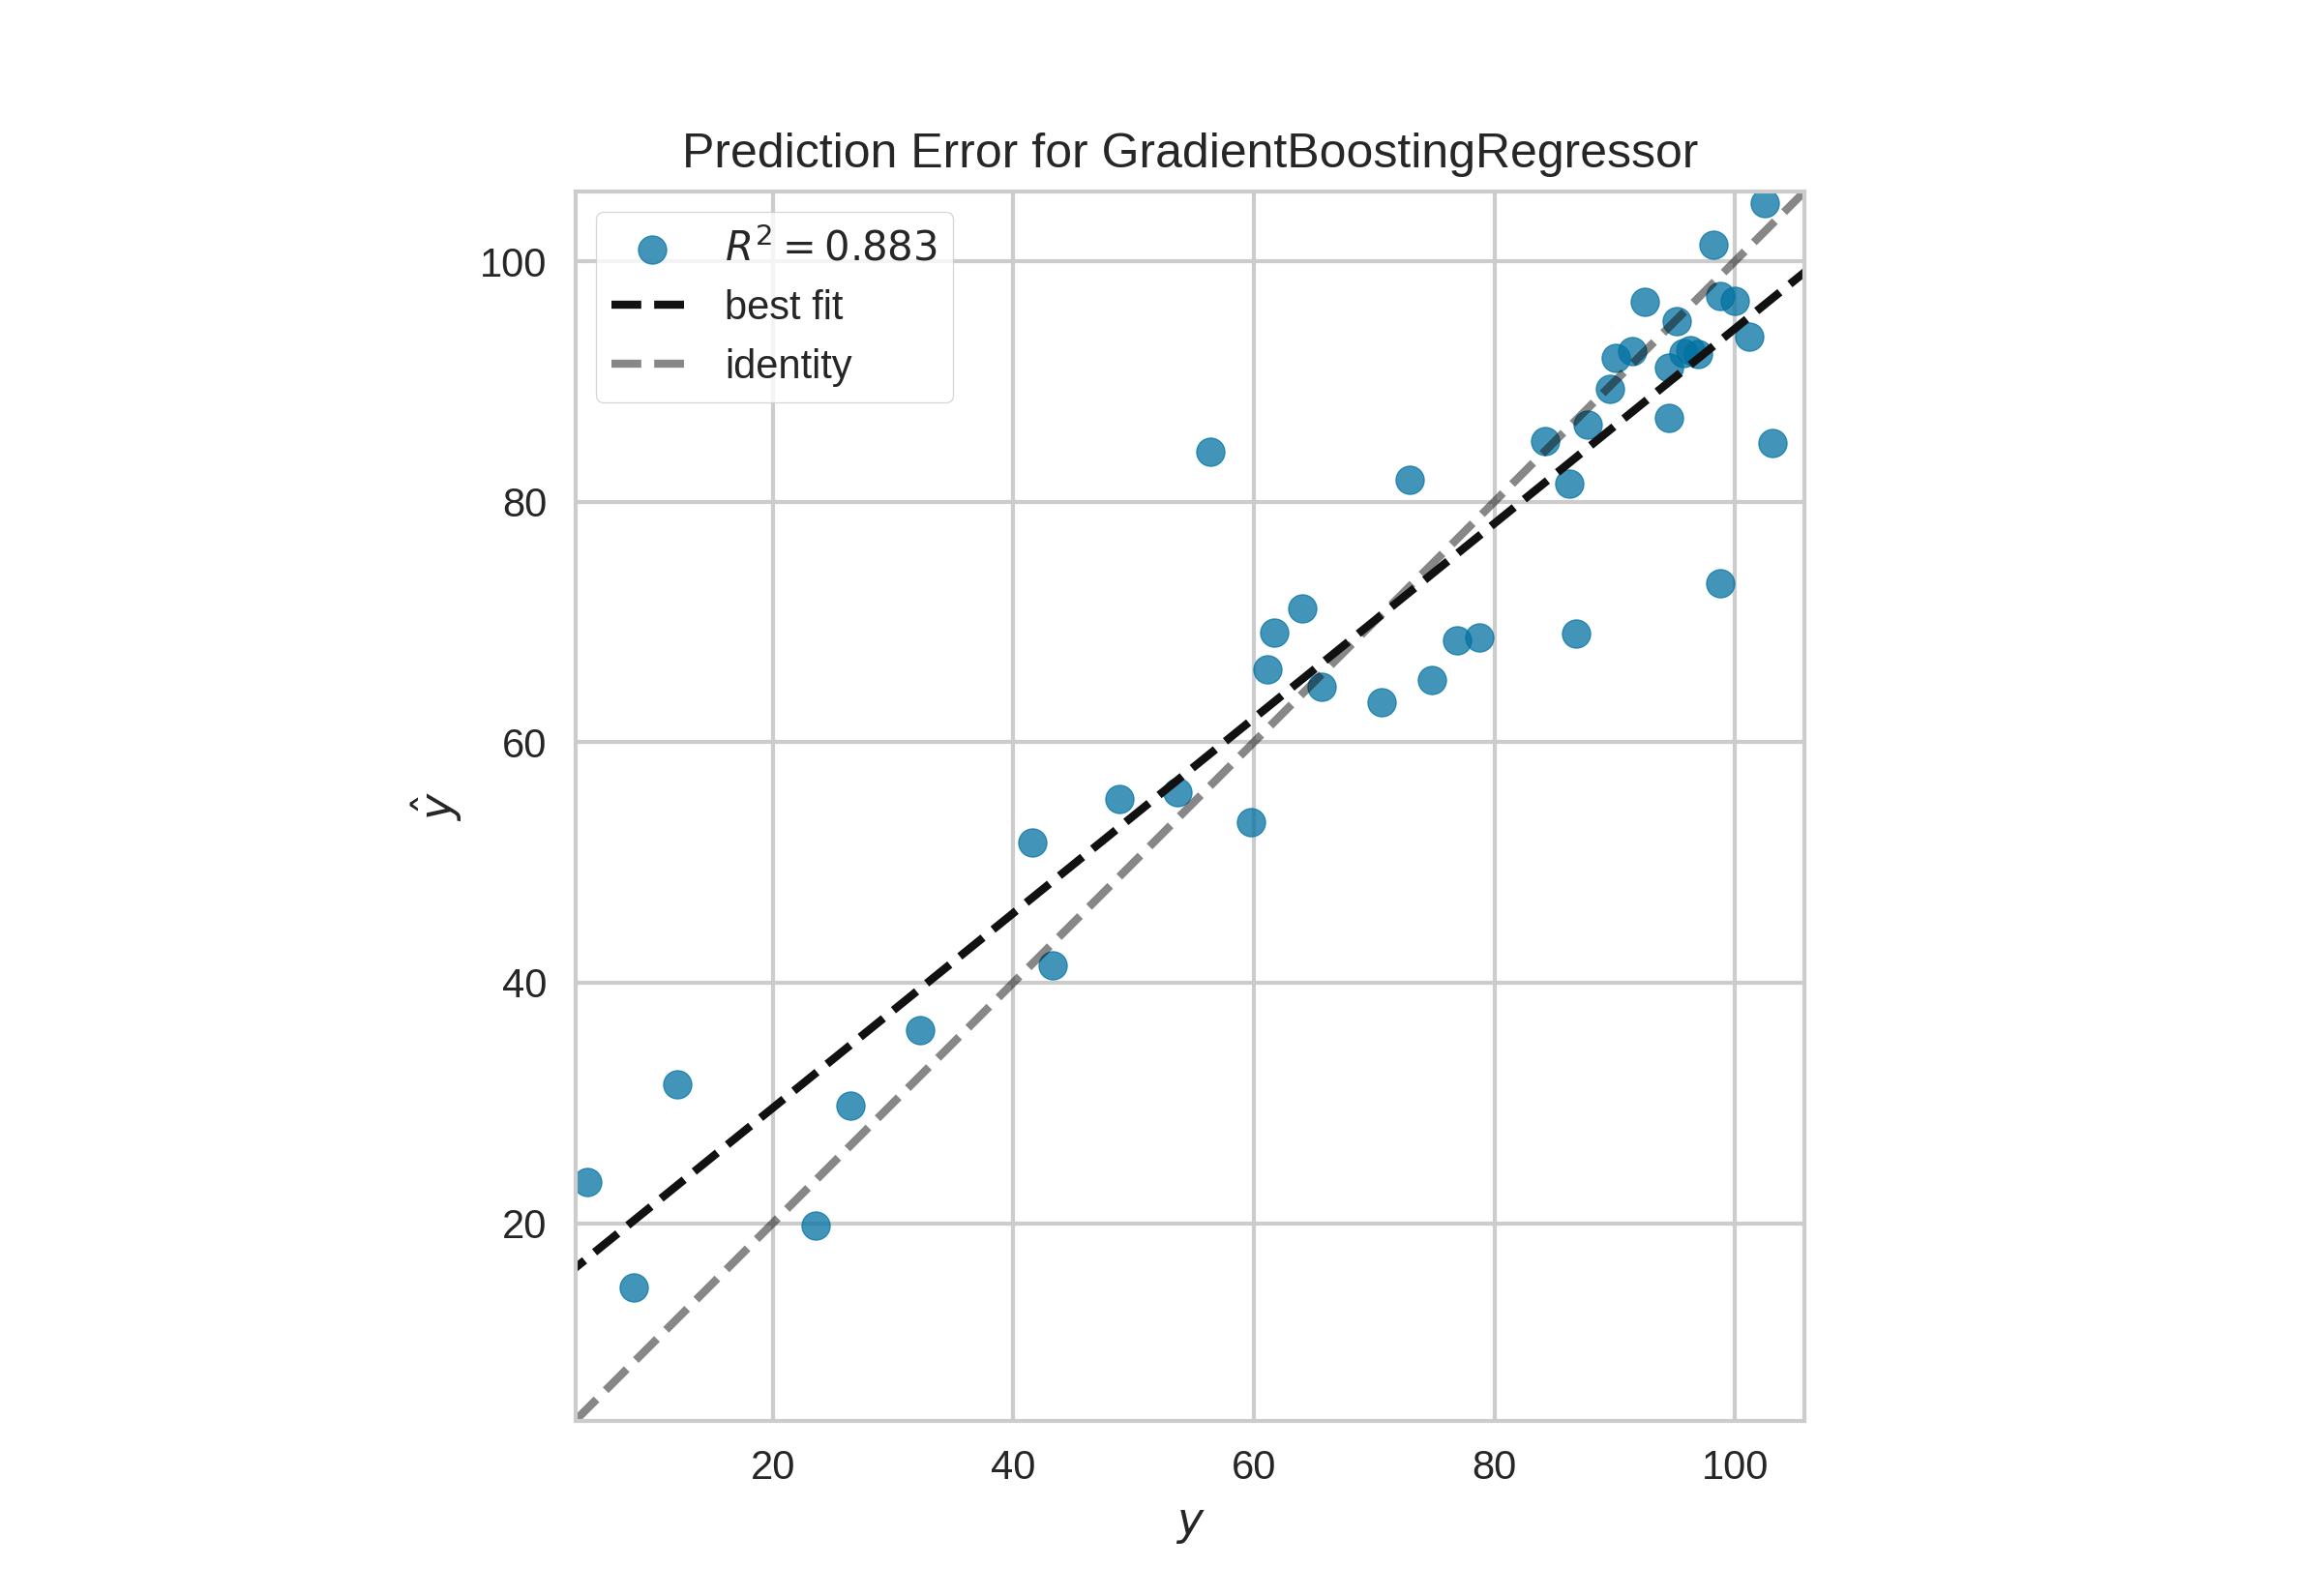 Prediction Error for GradientBoostingRegressor
R² = 0.883
best fit
identity
100
80
60
40
20
ŷ
20 40 60 80 100
y